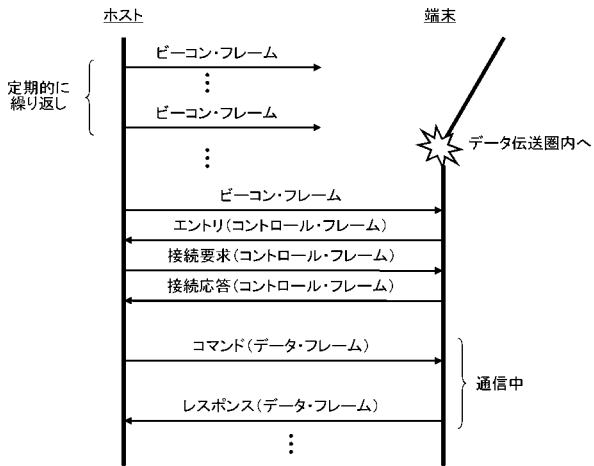 ホスト
端末
ビーコン・フレーム
定期的に
繰り返し
ビーコン・フレーム
データ伝送圏内へ
ビーコン・フレーム
エントリ(コントロール・フレーム)
接続要求(コントロール・フレーム)
接続応答(コントロール・フレーム)
コマンド(データ・フレーム)
通信中
レスポンス(データ・フレーム)